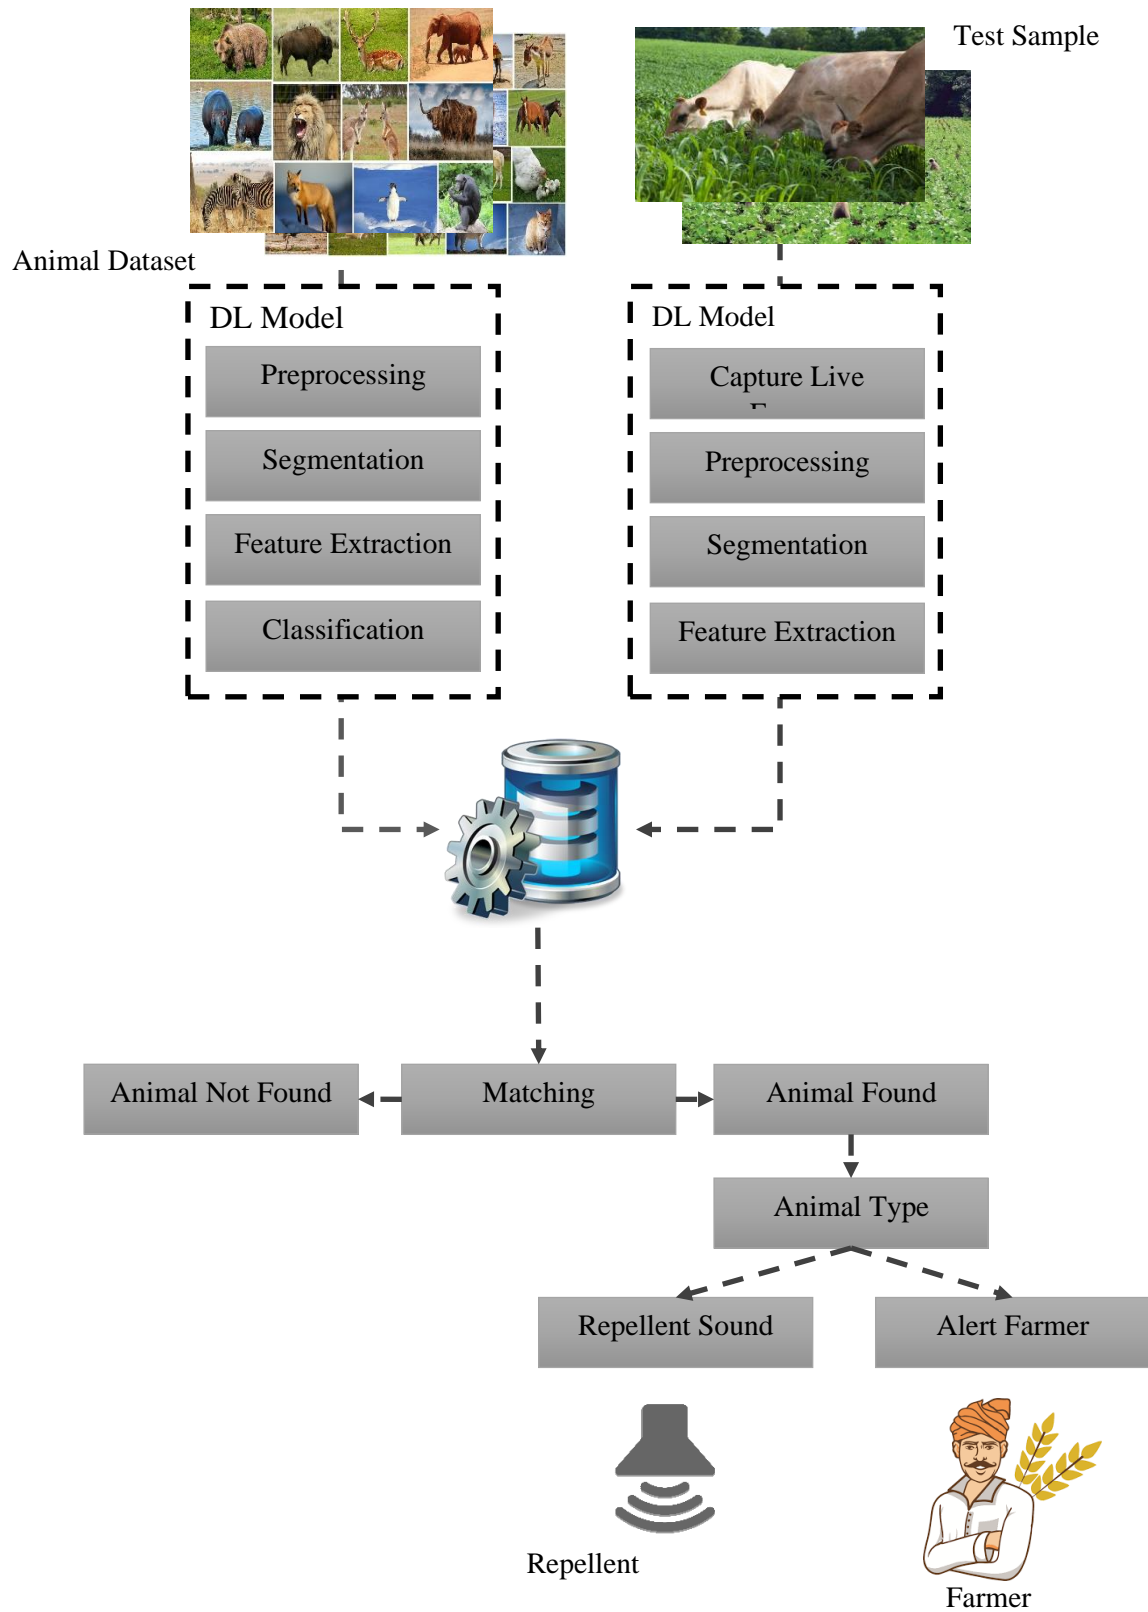 Test Sample
Animal Dataset
DL Model
Preprocessing
Segmentation
Feature Extraction
Classification
DL Model
Capture Live
Preprocessing
Segmentation
Feature Extraction
Animal Not Found
Matching
Animal Found
Animal Type
Repellent Sound
Alert Farmer
Repellent
Farmer